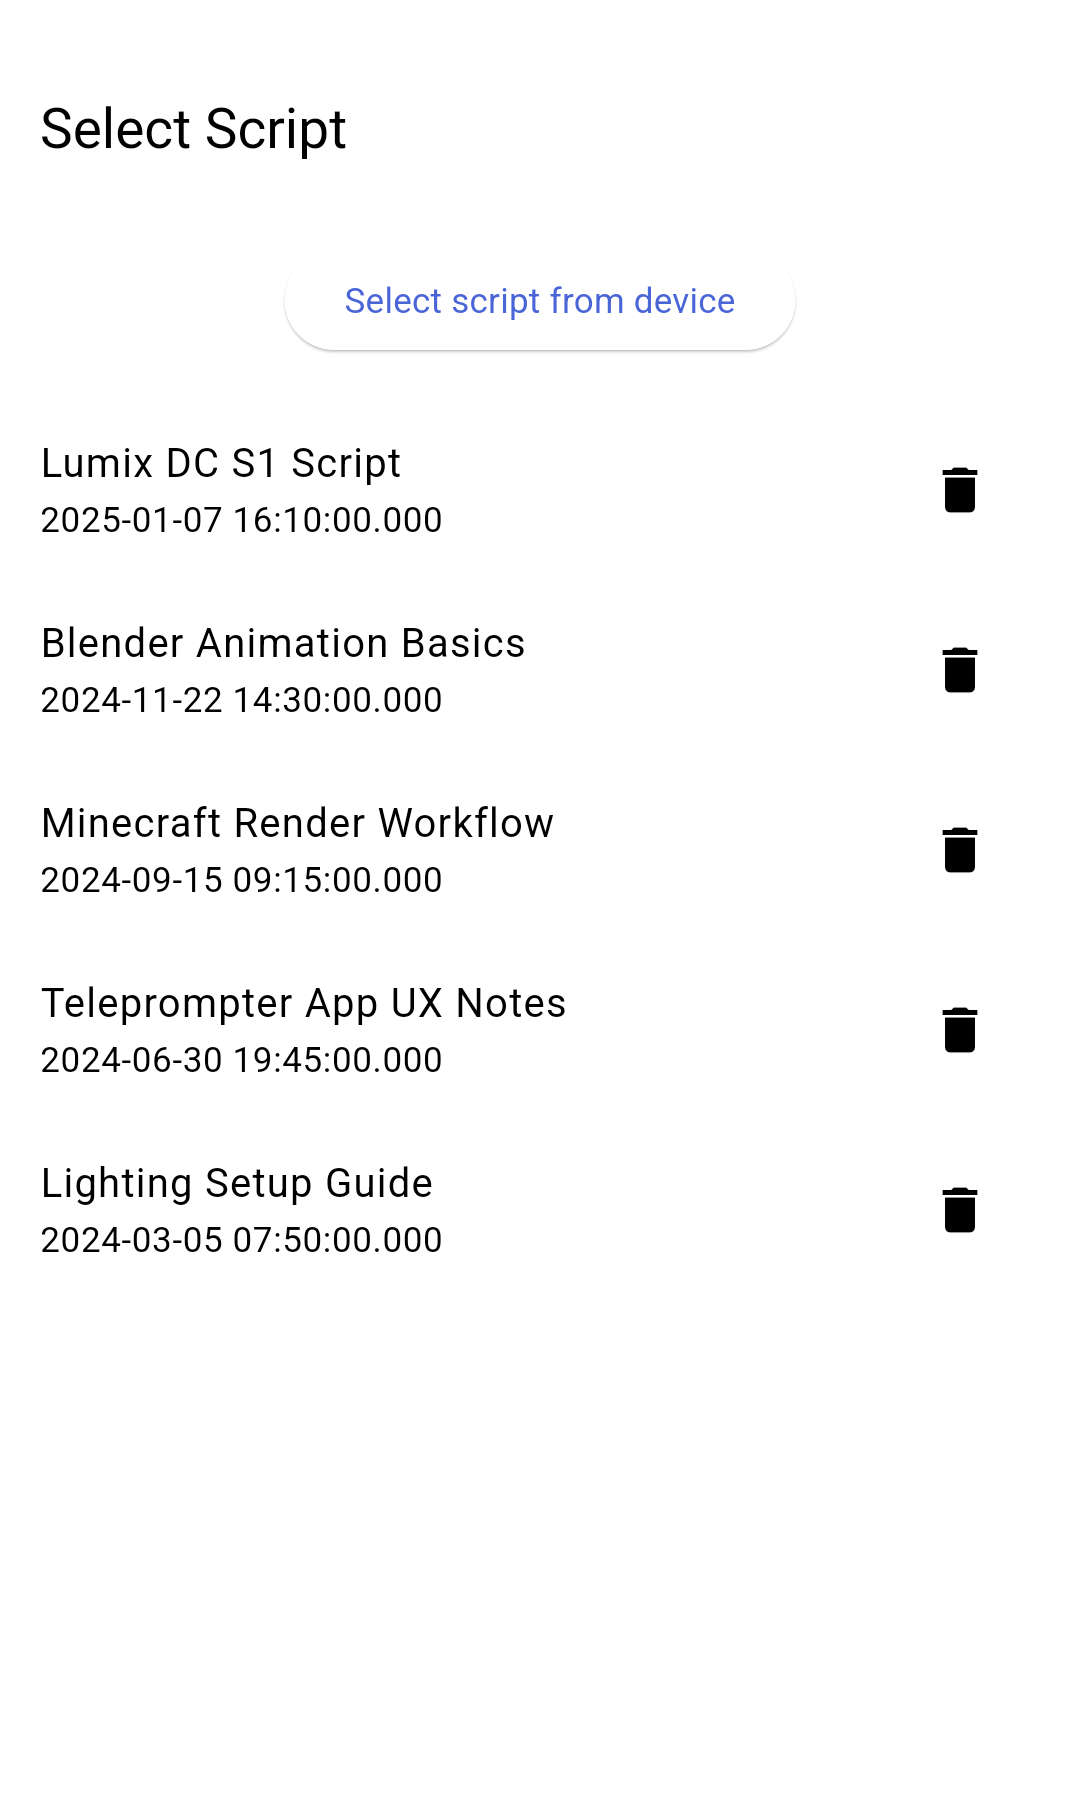 Select Script
Select script from device
Lumix DC S1 Script
2025-01-07 16:10:00.000
Blender Animation Basics
2024-11-22 14:30:00.000
Minecraft Render Workflow
2024-09-15 09:15:00.000
Teleprompter App UX Notes
2024-06-30 19:45:00.000
Lighting Setup Guide
2024-03-05 07:50:00.000